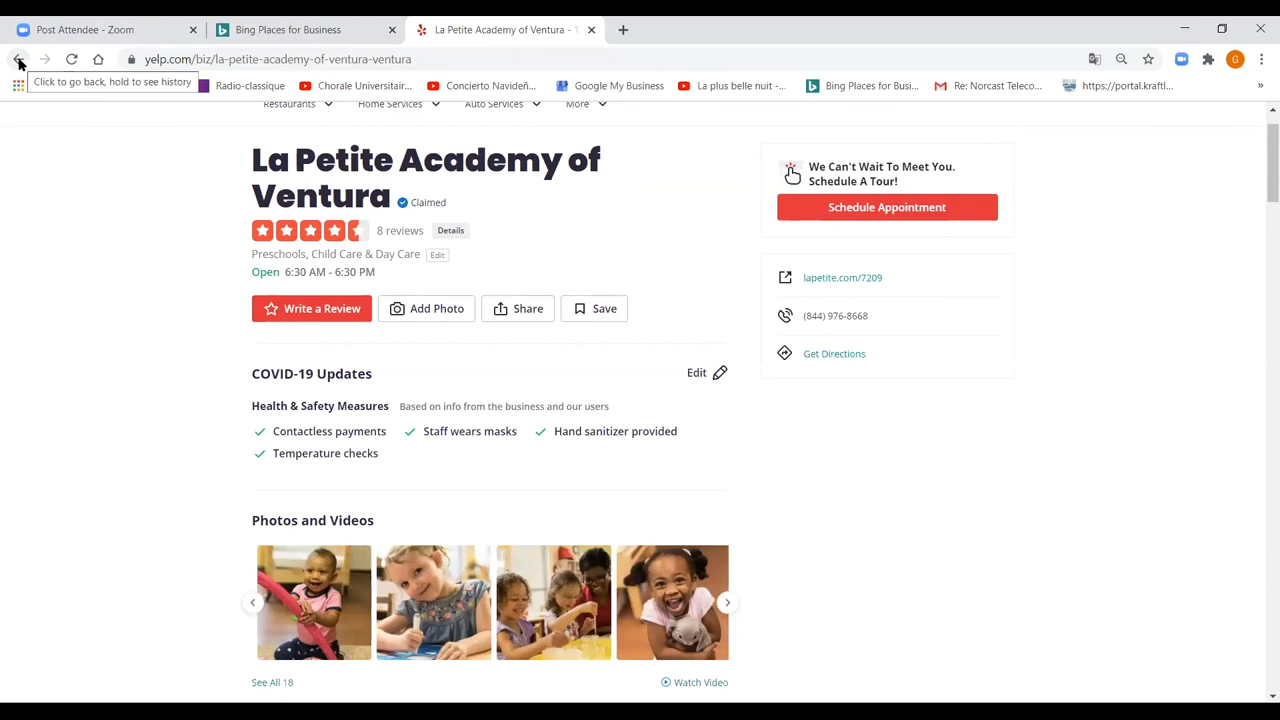 Post Attendee - Zoom
Bing Places for Business
La Petite Academy of Ventura -
yelp.com/biz/la-petite-academy-of-ventura-ventura
G
Click to go back, hold to see history
Radio-classique
Chorale Universitair...
Concierto Navideñ...
Google My Business
La plus belle nuit -...
Bing Places for Busi...
Re: Norcast Teleco...
https://portal.kraftl...
»
Restaurants
Home Services
Auto Services
More
La Petite Academy of
Ventura
Claimed
8 reviews
Details
Preschools, Child Care & Day Care
Edit
Open 6:30 AM - 6:30 PM
Write a Review
Add Photo
Share
Save
We Can't Wait To Meet You.
Schedule A Tour!
Schedule Appointment
lapetite.com/7209
(844) 976-8668
Get Directions
COVID-19 Updates
Edit
Health & Safety Measures
Based on info from the business and our users
Contactless payments
Staff wears masks
Hand sanitizer provided
Temperature checks
Photos and Videos
See All 18
Watch Video